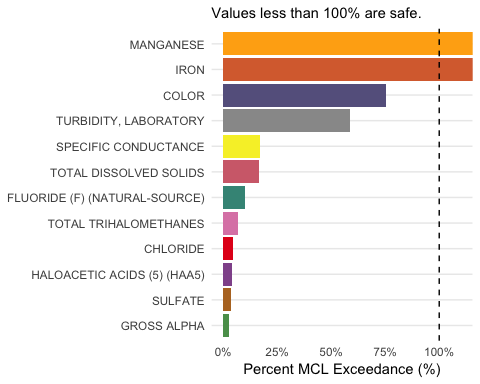 Values less than 100% are safe.
MANGANESE
IRON
COLOR
TURBIDITY, LABORATORY
SPECIFIC CONDUCTANCE
TOTAL DISSOLVED SOLIDS
FLUORIDE (F) (NATURAL-SOURCE)
TOTAL TRIHALOMETHANES
CHLORIDE
HALOACETIC ACIDS (5) (HAA5)
SULFATE
GROSS ALPHA
0% 25% 50% 75% 100%
Percent MCL Exceedance (%)